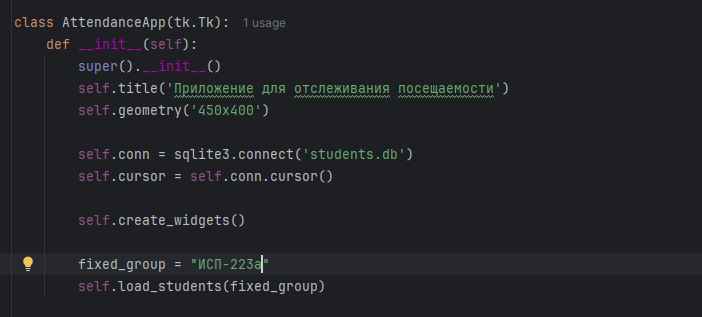 class AttendanceApp(tk.Tk): 1 usage
def __init__(self):
super().__init__()
self.title('Приложение для отслеживания посещаемости')
self.geometry('450x400')
self.conn = sqlite3.connect('students.db')
self.cursor = self.conn.cursor()
self.create_widgets()
fixed_group = "ИСП-223а"
self.load_students(fixed_group)